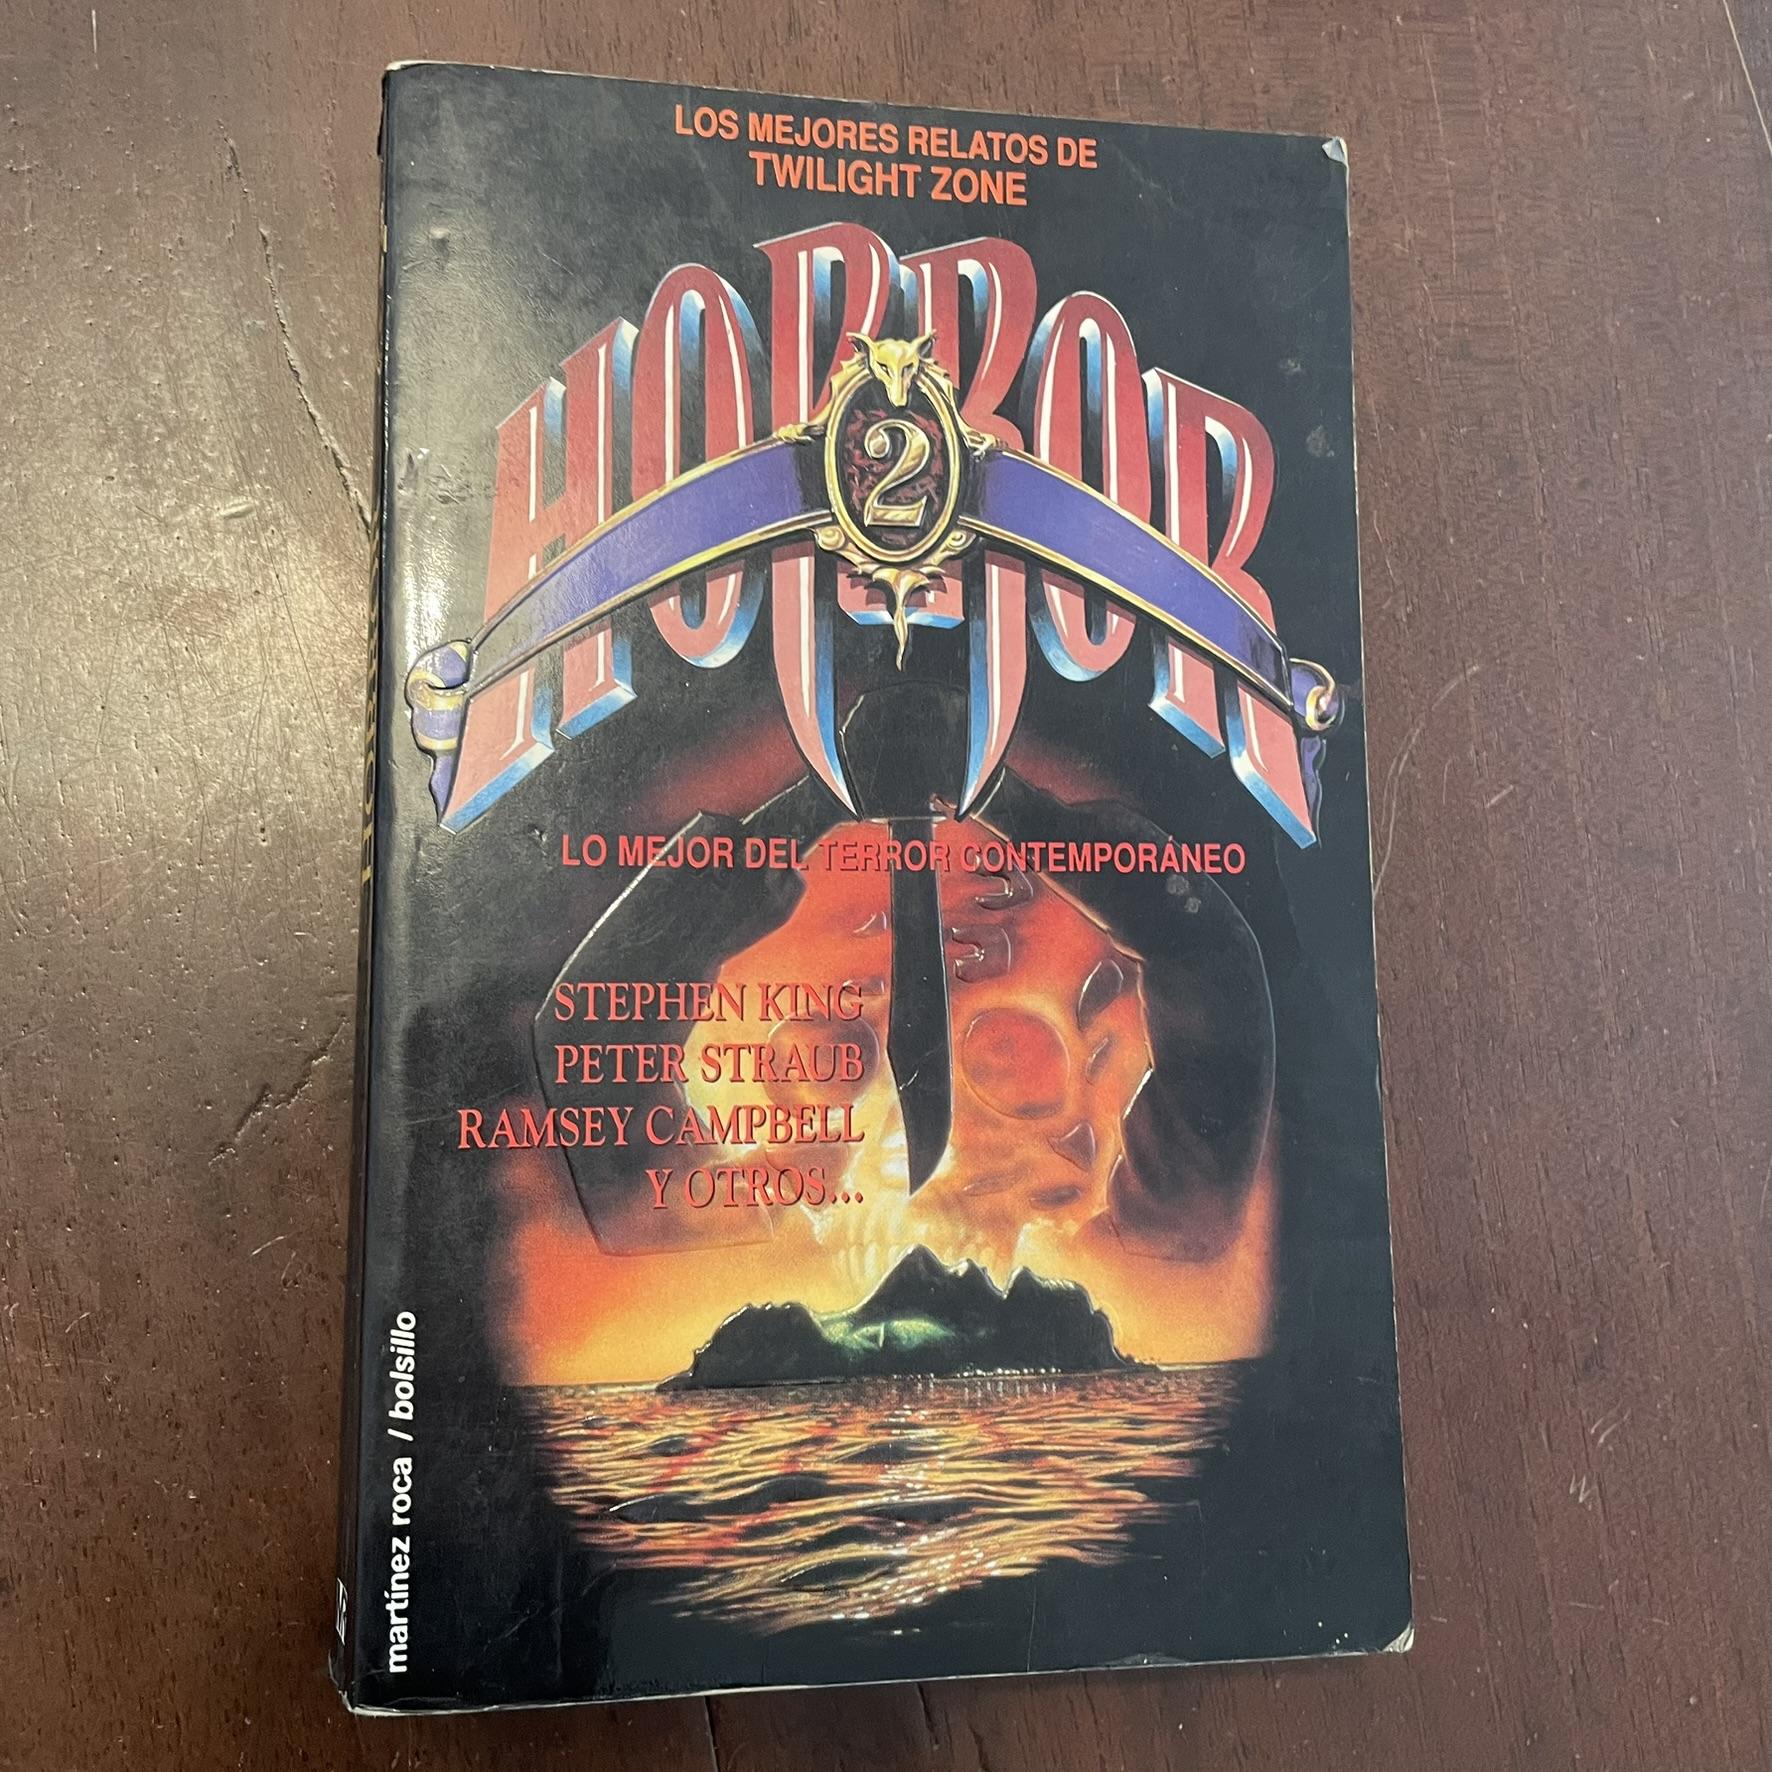 LOS MEJORES RELATOS DE
TWILIGHT ZONE
HORROR
2
LO MEJOR DEL TERROR CONTEMPORÁNEO
STEPHEN KING
PETER STRAUB
RAMSEY CAMPBELL
Y OTROS...
martínez roca / bolsillo